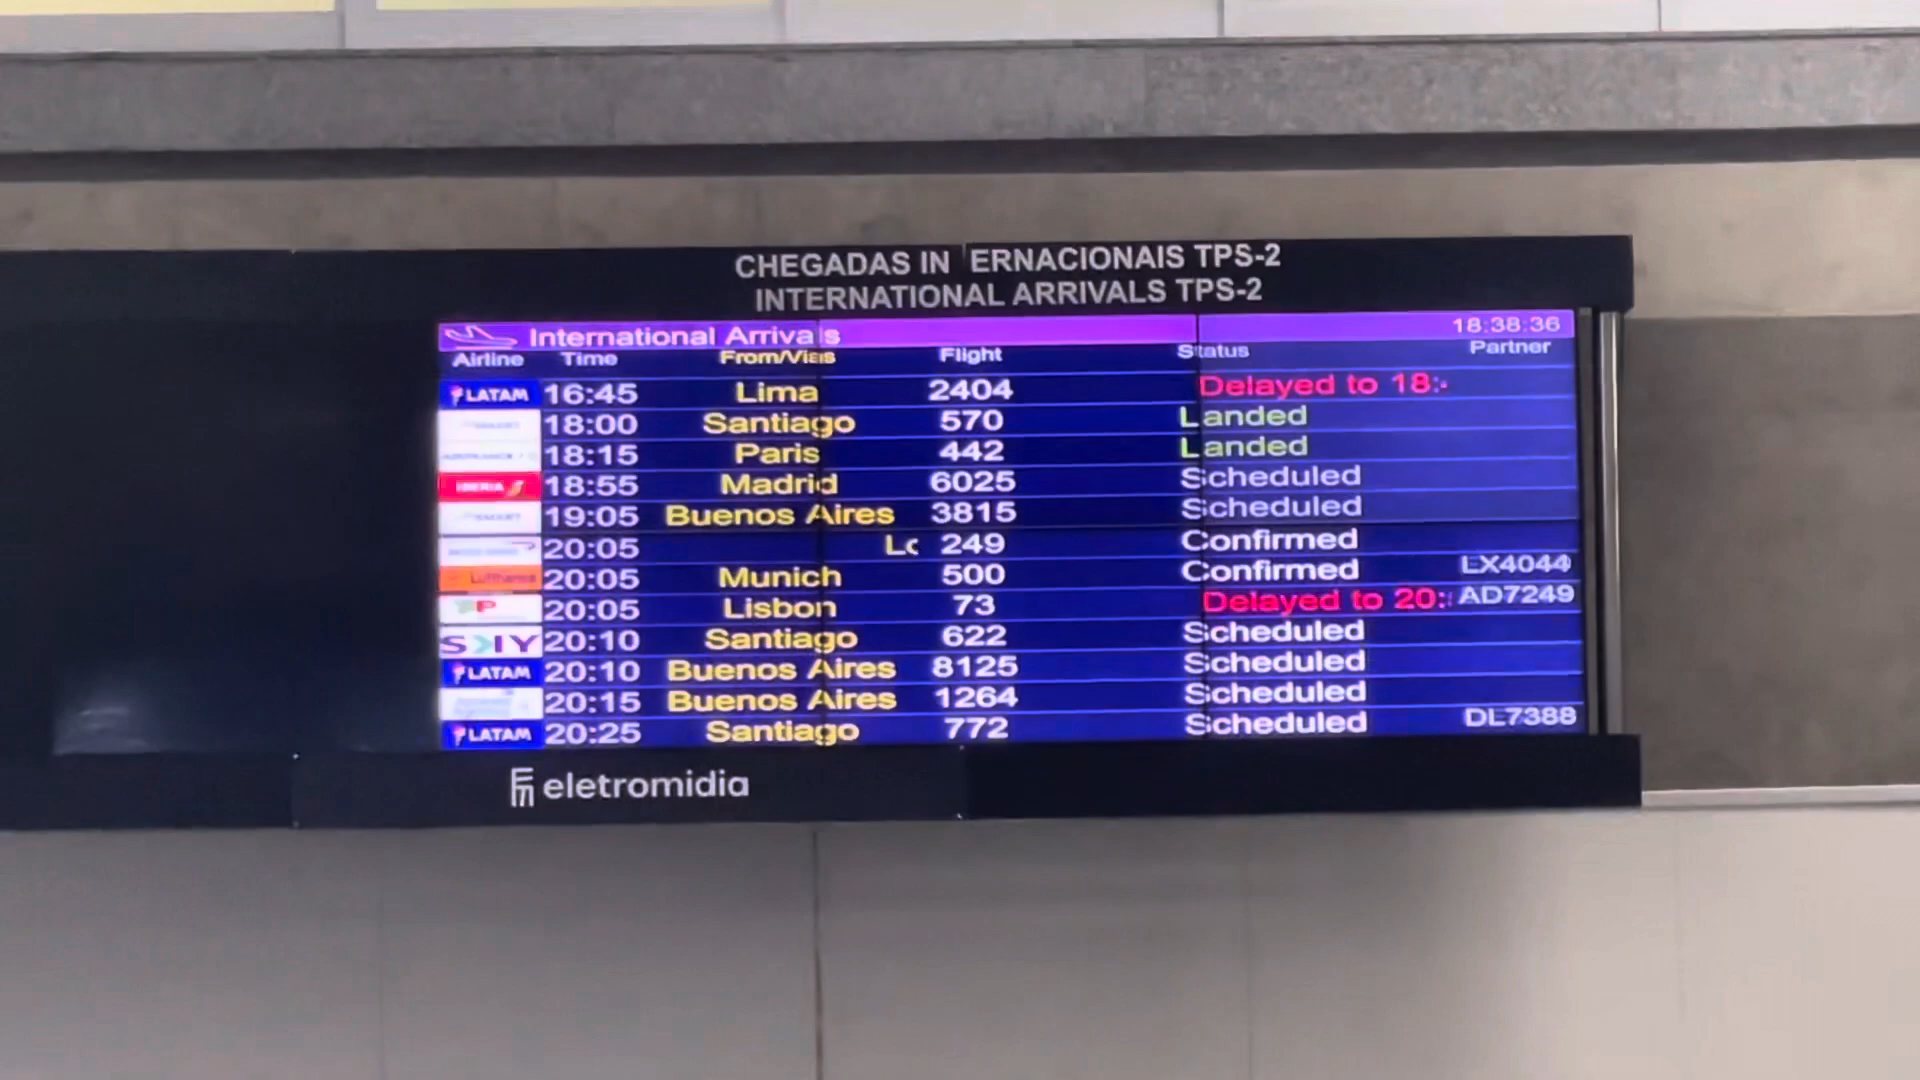 CHEGADAS IN ERNACIONAIS TPS-2
INTERNATIONAL ARRIVALS TPS-2
International Arrivals 18:38:36
Airline Time From/Vias Flight Status Partner
LATAM 16:45 Lima 2404 Delayed to 18:
18:00 Santiago 570 Landed
18:15 Paris 442 Landed
IBERIA 18:55 Madrid 6025 Scheduled
19:05 Buenos Aires 3815 Scheduled
20:05 Lo 249 Confirmed
Lufthansa 20:05 Munich 500 Confirmed LX4044
TP 20:05 Lisbon 73 Delayed to 20: AD7249
SKY 20:10 Santiago 622 Scheduled
LATAM 20:10 Buenos Aires 8125 Scheduled
20:15 Buenos Aires 1264 Scheduled
LATAM 20:25 Santiago 772 Scheduled DL7388
eletromidia